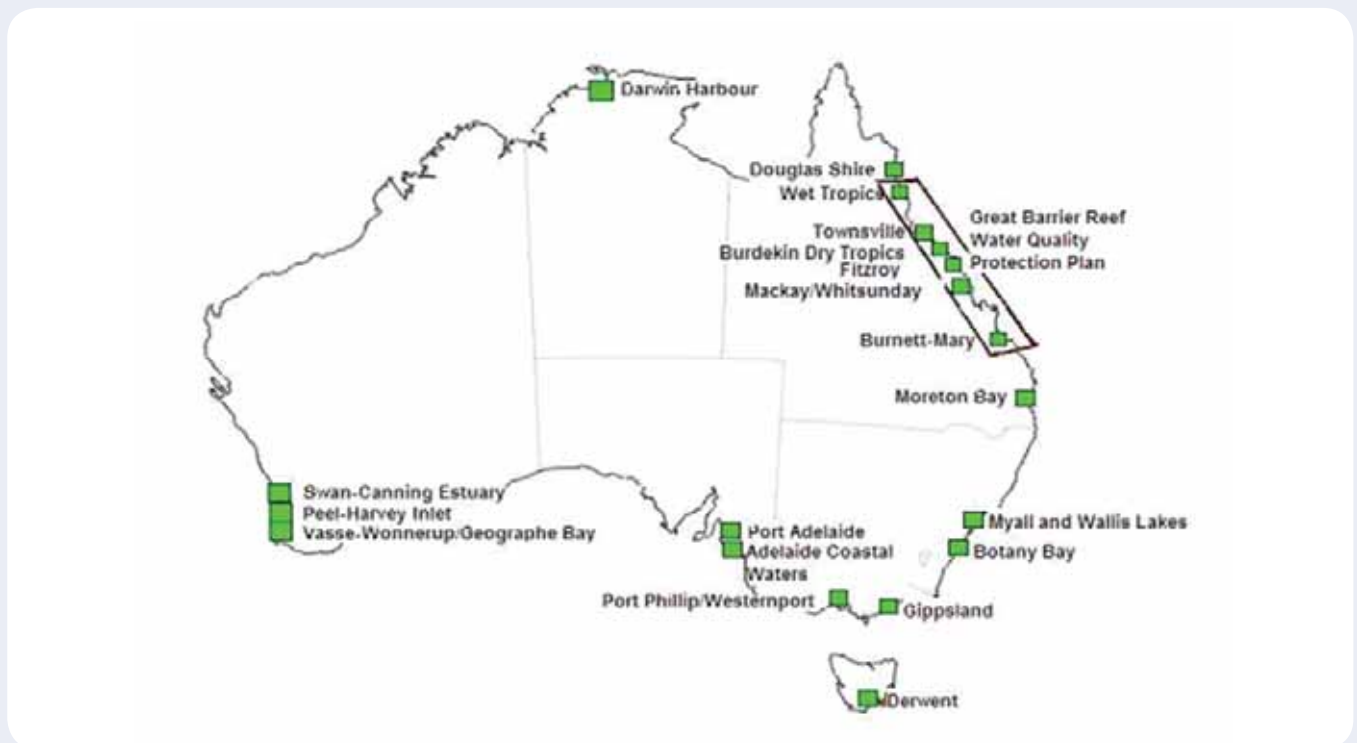 Darwin Harbour
Douglas Shire
Wet Tropics
Great Barrier Reef
Water Quality
Protection Plan
Townsville
Burdekin Dry Tropics
Fitzroy
Mackay/Whitsunday
Burnett-Mary
Moreton Bay
Swan-Canning Estuary
Peel-Harvey Inlet
Vasse-Wonnerup/Geographe Bay
Port Adelaide
Adelaide Coastal
Waters
Myall and Wallis Lakes
Botany Bay
Port Phillip/Westernport
Gippsland
Derwent